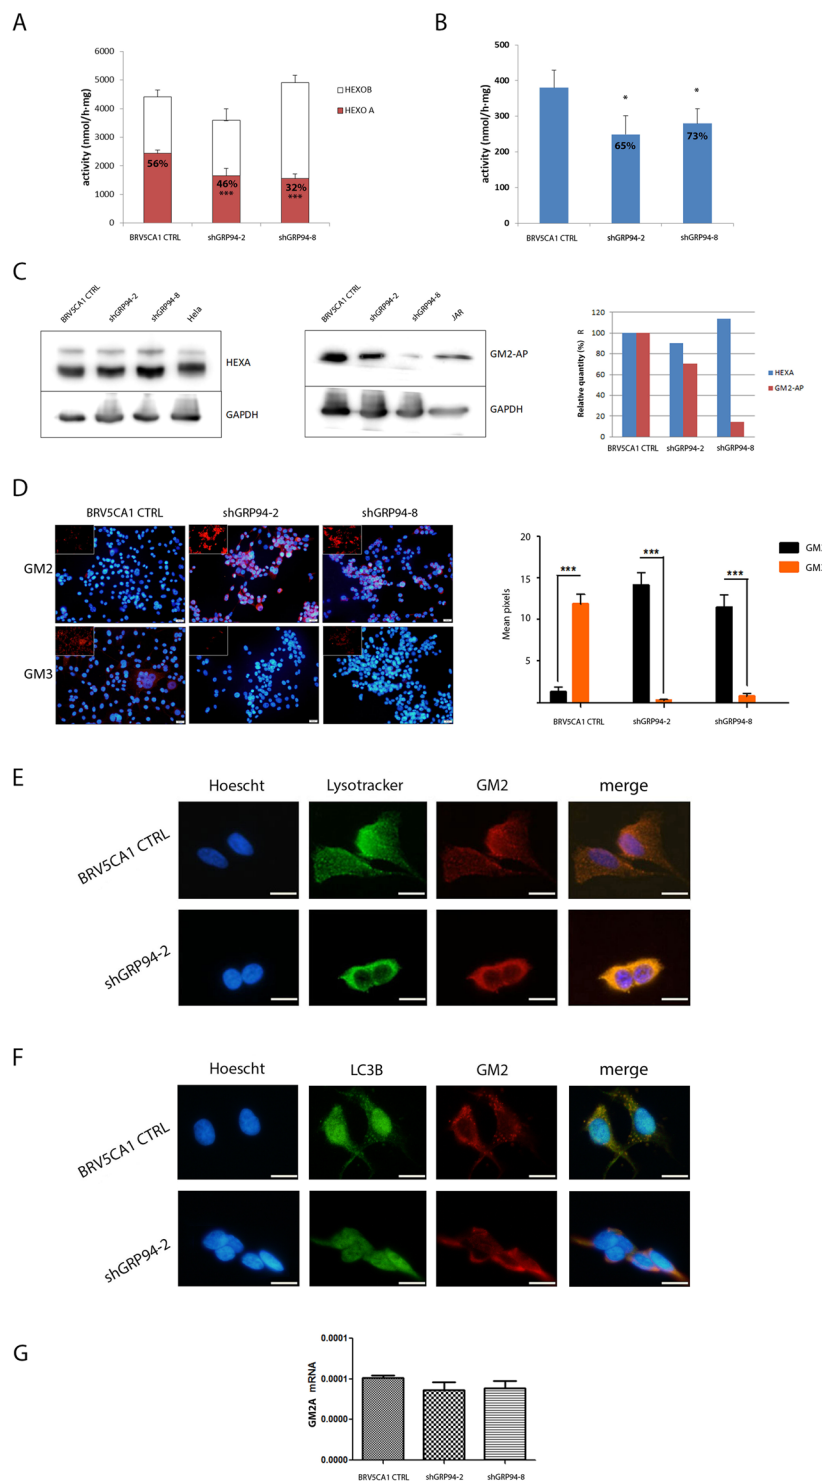 A
B
6000
5000
4000
3000
2000
1000
0
activity (nmol/h·mg)
HEXOB
HEXO A
56%
46%
***
32%
***
BRV5CA1 CTRL shGRP94-2 shGRP94-8
500
400
300
200
100
0
activity (nmol/h·mg)
*
*
65%
73%
BRV5CA1 CTRL shGRP94-2 shGRP94-8
C
BRV5CA1 CTRL shGRP94-2 shGRP94-8 Hela
HEXA
GAPDH
BRV5CA1 CTRL shGRP94-2 shGRP94-8 JAR
GM2-AP
GAPDH
120
100
80
60
40
20
0
Relative quantity (%) R
HEXA
GM2-AP
BRV5CA1 CTRL shGRP94-2 shGRP94-8
D
BRV5CA1 CTRL shGRP94-2 shGRP94-8
GM2
GM3
20
15
10
5
Mean pixels
*** *** ***
GM2
BRV5CA1 CTRL shGRP94-2 shGRP94-8
E
Hoescht Lysotracker GM2 merge
BRV5CA1 CTRL
shGRP94-2
F
Hoescht LC3B GM2 merge
BRV5CA1 CTRL
shGRP94-2
G
0.0001
0.0001
0.0000
0.0000
GM2A mRNA
BRV5CA1 CTRL shGRP94-2 shGRP94-8